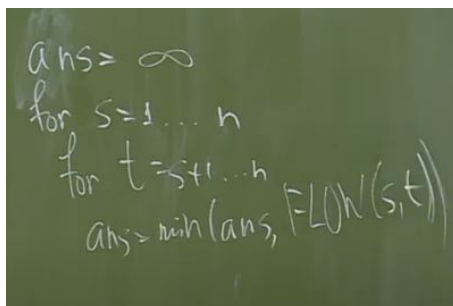 ans = ∞
for s=1...n
for t=s+1...n
ans = min(ans, FLOW(s,t))